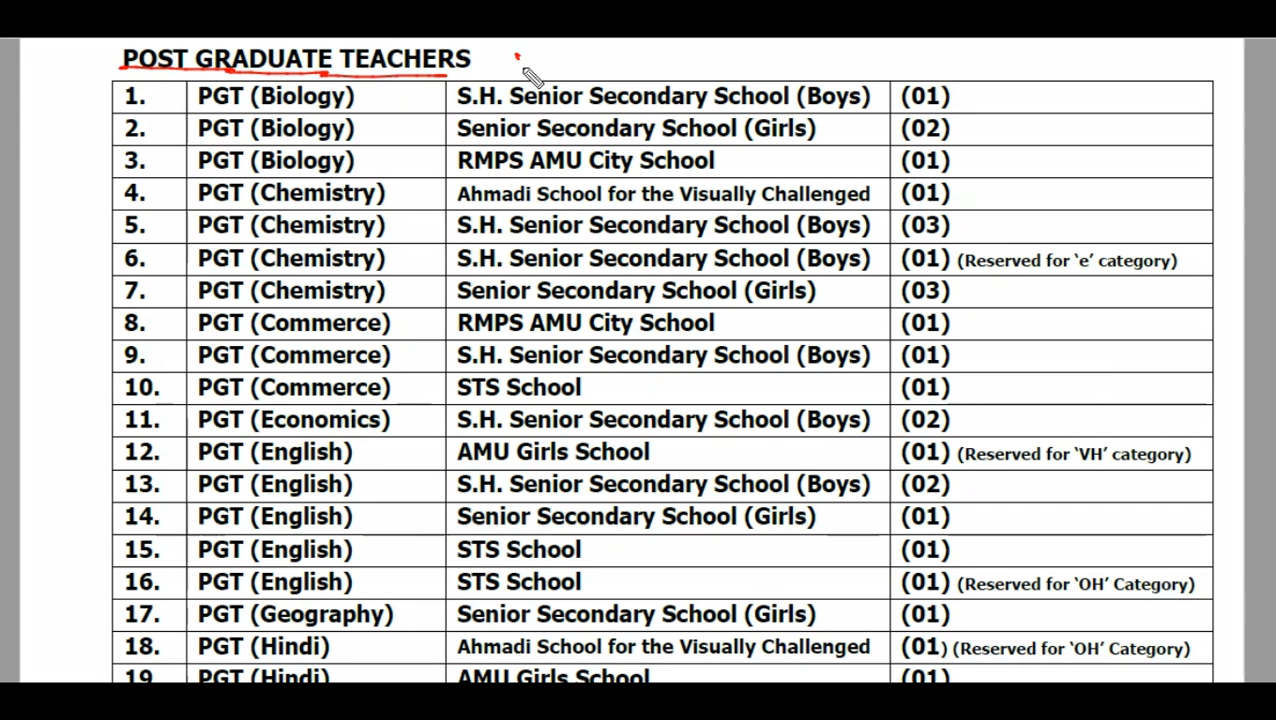 POST GRADUATE TEACHERS
1. PGT (Biology) S.H. Senior Secondary School (Boys) (01)
2. PGT (Biology) Senior Secondary School (Girls) (02)
3. PGT (Biology) RMPS AMU City School (01)
4. PGT (Chemistry) Ahmadi School for the Visually Challenged (01)
5. PGT (Chemistry) S.H. Senior Secondary School (Boys) (03)
6. PGT (Chemistry) S.H. Senior Secondary School (Boys) (01) (Reserved for ‘e’ category)
7. PGT (Chemistry) Senior Secondary School (Girls) (03)
8. PGT (Commerce) RMPS AMU City School (01)
9. PGT (Commerce) S.H. Senior Secondary School (Boys) (01)
10. PGT (Commerce) STS School (01)
11. PGT (Economics) S.H. Senior Secondary School (Boys) (02)
12. PGT (English) AMU Girls School (01) (Reserved for ‘VH’ category)
13. PGT (English) S.H. Senior Secondary School (Boys) (02)
14. PGT (English) Senior Secondary School (Girls) (01)
15. PGT (English) STS School (01)
16. PGT (English) STS School (01) (Reserved for ‘OH’ Category)
17. PGT (Geography) Senior Secondary School (Girls) (01)
18. PGT (Hindi) Ahmadi School for the Visually Challenged (01) (Reserved for ‘OH’ Category)
19. PGT (Hindi) AMU Girls School (01)